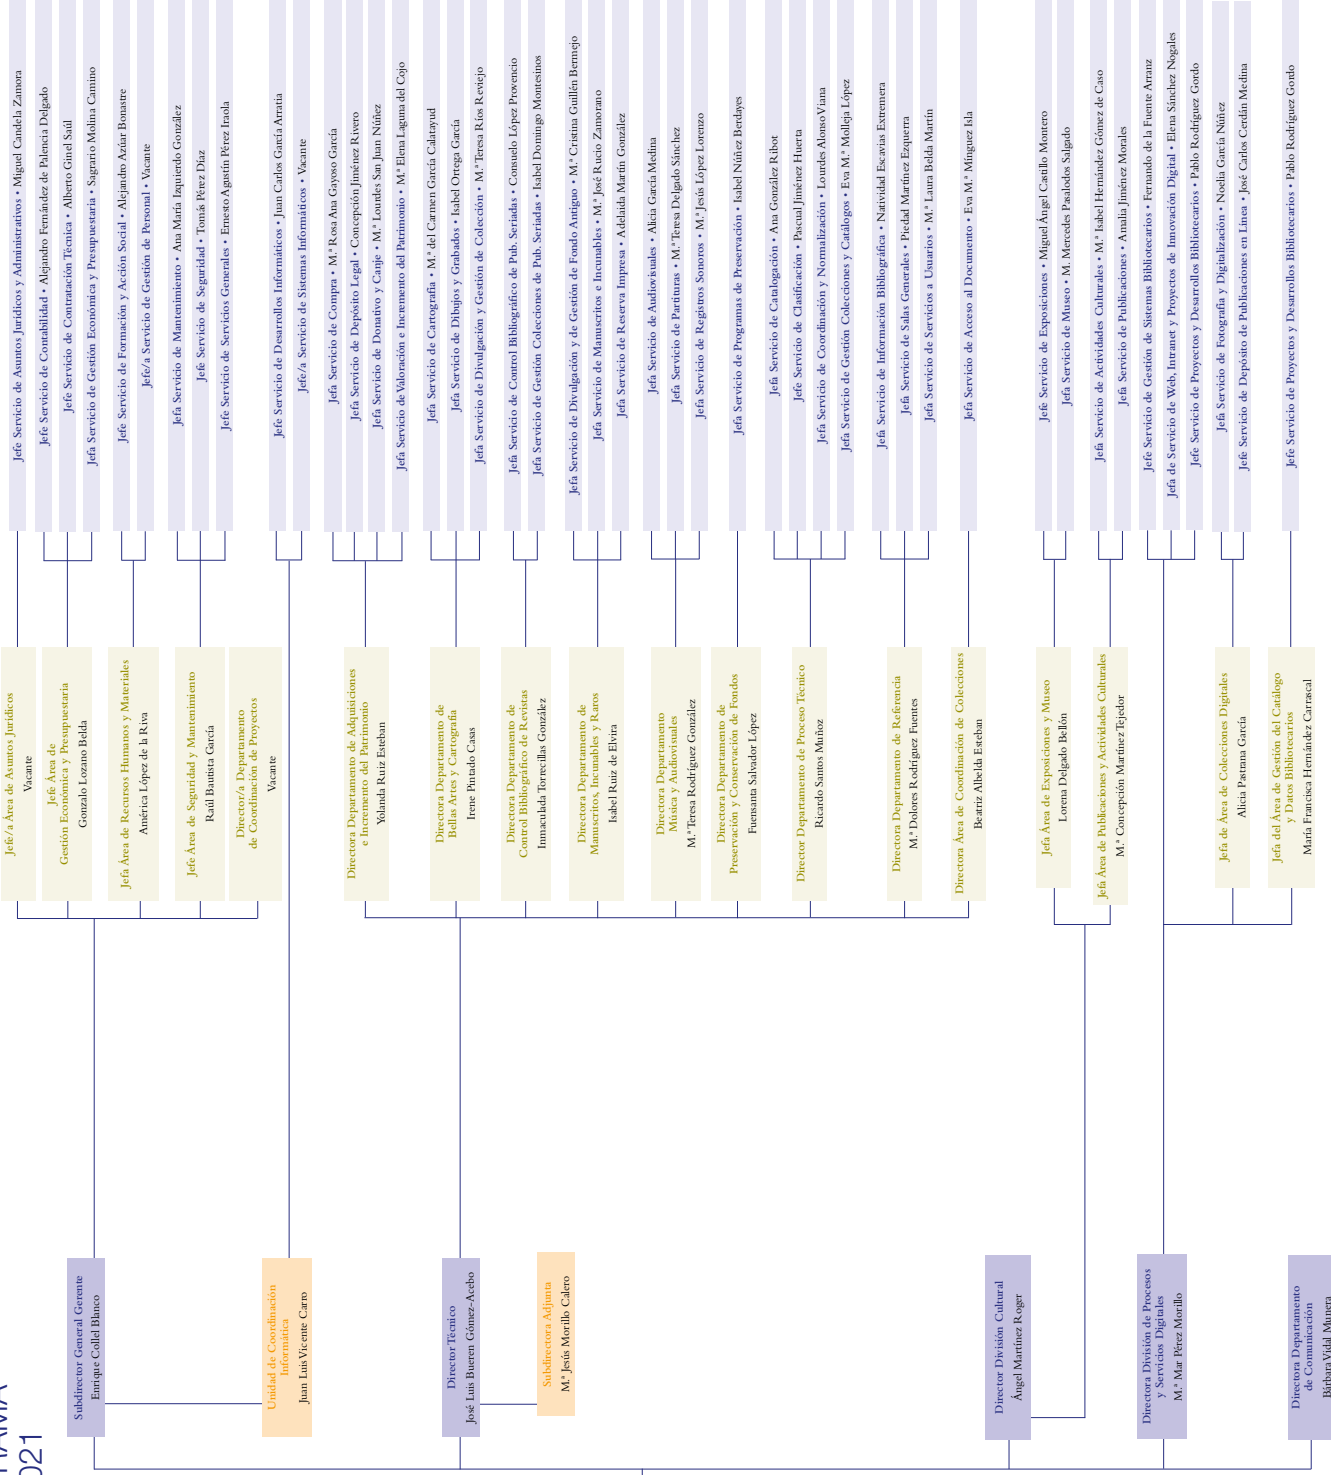 RAMA
021
Subdirector General Gerente
Enrique Collel Blanco
Unidad de Coordinación
Informática
Juan Luis Vicente Carro
Director Técnico
José Luis Bueren Gómez-Acebo
Subdirectora Adjunta
M.ª Jesús Morillo Calero
Director División Cultural
Ángel Martínez Roger
Directora División de Procesos
y Servicios Digitales
M.ª Mar Pérez Morillo
Directora Departamento
de Comunicación
Bárbara Vidal Munera
Jefe/a Área de Asuntos Jurídicos
Vacante
Jefe Área de
Gestión Económica y Presupuestaria
Gonzalo Lozano Belda
Jefa Área de Recursos Humanos y Materiales
América López de la Riva
Jefe Área de Seguridad y Mantenimiento
Raúl Bautista García
Director/a Departamento
de Coordinación de Proyectos
Vacante
Directora Departamento de Adquisiciones
e Incremento del Patrimonio
Yolanda Ruiz Esteban
Directora Departamento de
Bellas Artes y Cartografía
Irene Pintado Casas
Directora Departamento de
Control Bibliográfico de Revistas
Inmaculada Torrecillas González
Directora Departamento de
Manuscritos, Incunables y Raros
Isabel Ruiz de Elvira
Directora Departamento
Música y Audiovisuales
M.ª Teresa Rodríguez González
Directora Departamento de
Preservación y Conservación de Fondos
Fuensanta Salvador López
Director Departamento de Proceso Técnico
Ricardo Santos Muñoz
Directora Departamento de Referencia
M.ª Dolores Rodríguez Fuentes
Directora Área de Coordinación de Colecciones
Beatriz Albelda Esteban
Jefa Área de Exposiciones y Museo
Lorena Delgado Bellón
Jefa Área de Publicaciones y Actividades Culturales
M.ª Concepción Martínez Tejedor
Jefa de Área de Colecciones Digitales
Alicia Pastrana García
Jefa del Área de Gestión del Catálogo
y Datos Bibliotecarios
María Francisca Hernández Carrascal
Jefe Servicio de Asuntos Jurídicos y Administrativos • Miguel Candela Zamora
Jefe Servicio de Contabilidad • Alejandro Fernández de Palencia Delgado
Jefe Servicio de Contratación Técnica • Alberto Ginel Saúl
Jefa Servicio de Gestión Económica y Presupuestaria • Sagrario Molina Camino
Jefe Servicio de Formación y Acción Social • Alejandro Azúar Bonastre
Jefe/a Servicio de Gestión de Personal • Vacante
Jefa Servicio de Mantenimiento • Ana María Izquierdo González
Jefe Servicio de Seguridad • Tomás Pérez Díaz
Jefe Servicio de Servicios Generales • Ernesto Agustín Pérez Iraola
Jefe Servicio de Desarrollos Informáticos • Juan Carlos García Arratia
Jefe/a Servicio de Sistemas Informáticos • Vacante
Jefa Servicio de Compra • M.ª Rosa Ana Gayoso García
Jefa Servicio de Depósito Legal • Concepción Jiménez Rivero
Jefa Servicio de Donativo y Canje • M.ª Lourdes San Juan Núñez
Jefa Servicio de Valoración e Incremento del Patrimonio • M.ª Elena Laguna del Cojo
Jefa Servicio de Cartografía • M.ª del Carmen García Calatayud
Jefa Servicio de Dibujos y Grabados • Isabel Ortega García
Jefa Servicio de Divulgación y Gestión de Colección • M.ª Teresa Ríos Reviejo
Jefa Servicio de Control Bibliográfico de Pub. Seriadas • Consuelo López Provencio
Jefa Servicio de Gestión Colecciones de Pub. Seriadas • Isabel Domingo Montesinos
Jefa Servicio de Divulgación y de Gestión de Fondo Antiguo • M.ª Cristina Guillén Bermejo
Jefa Servicio de Manuscritos e Incunables • M.ª José Rucio Zamorano
Jefa Servicio de Reserva Impresa • Adelaida Martín González
Jefa Servicio de Audiovisuales • Alicia García Medina
Jefa Servicio de Partituras • M.ª Teresa Delgado Sánchez
Jefa Servicio de Registros Sonoros • M.ª Jesús López Lorenzo
Jefa Servicio de Programas de Preservación • Isabel Núñez Berdayes
Jefa Servicio de Catalogación • Ana González Ribot
Jefe Servicio de Clasificación • Pascual Jiménez Huerta
Jefa Servicio de Coordinación y Normalización • Lourdes Alonso Viana
Jefa Servicio de Gestión Colecciones y Catálogos • Eva M.ª Molleja López
Jefa Servicio de Información Bibliográfica • Natividad Escavias Extremera
Jefa Servicio de Salas Generales • Piedad Martínez Ezquerra
Jefa Servicio de Servicios a Usuarios • M.ª Laura Belda Martín
Jefa Servicio de Acceso al Documento • Eva M.ª Mínguez Isla
Jefe Servicio de Exposiciones • Miguel Ángel Castillo Montero
Jefa Servicio de Museo • M. Mercedes Pasalodos Salgado
Jefa Servicio de Actividades Culturales • M.ª Isabel Hernández Gómez de Caso
Jefa Servicio de Publicaciones • Amalia Jiménez Morales
Jefe Servicio de Gestión de Sistemas Bibliotecarios • Fernando de la Fuente Arranz
Jefa de Servicio de Web, Intranet y Proyectos de Innovación Digital • Elena Sánchez Nogales
Jefe Servicio de Proyectos y Desarrollos Bibliotecarios • Pablo Rodríguez Gordo
Jefa Servicio de Fotografía y Digitalización • Noelia García Núñez
Jefe Servicio de Depósito de Publicaciones en Línea • José Carlos Cerdán Medina
Jefe Servicio de Proyectos y Desarrollos Bibliotecarios • Pablo Rodríguez Gordo